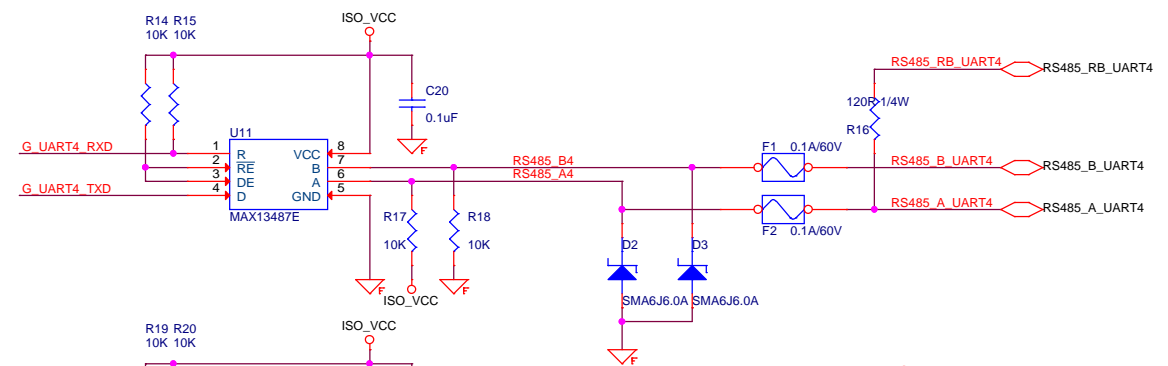 ISO_VCC
R14 R15
10K 10K
C20
0.1uF
F
RS485_RB_UART4
RS485_RB_UART4
120R 1/4W
R16
U11
G_UART4_RXD
1
R
VCC
8
2
RE
B
7
RS485_B4
3
DE
A
6
RS485_A4
G_UART4_TXD
4
D
GND
5
MAX13487E
F1 0.1A/60V
RS485_B_UART4
RS485_B_UART4
RS485_A_UART4
RS485_A_UART4
F2 0.1A/60V
R17
10K
R18
10K
D2
D3
F
F
ISO_VCC
SMA6J6.0A
SMA6J6.0A
F
R19 R20
10K 10K
ISO_VCC